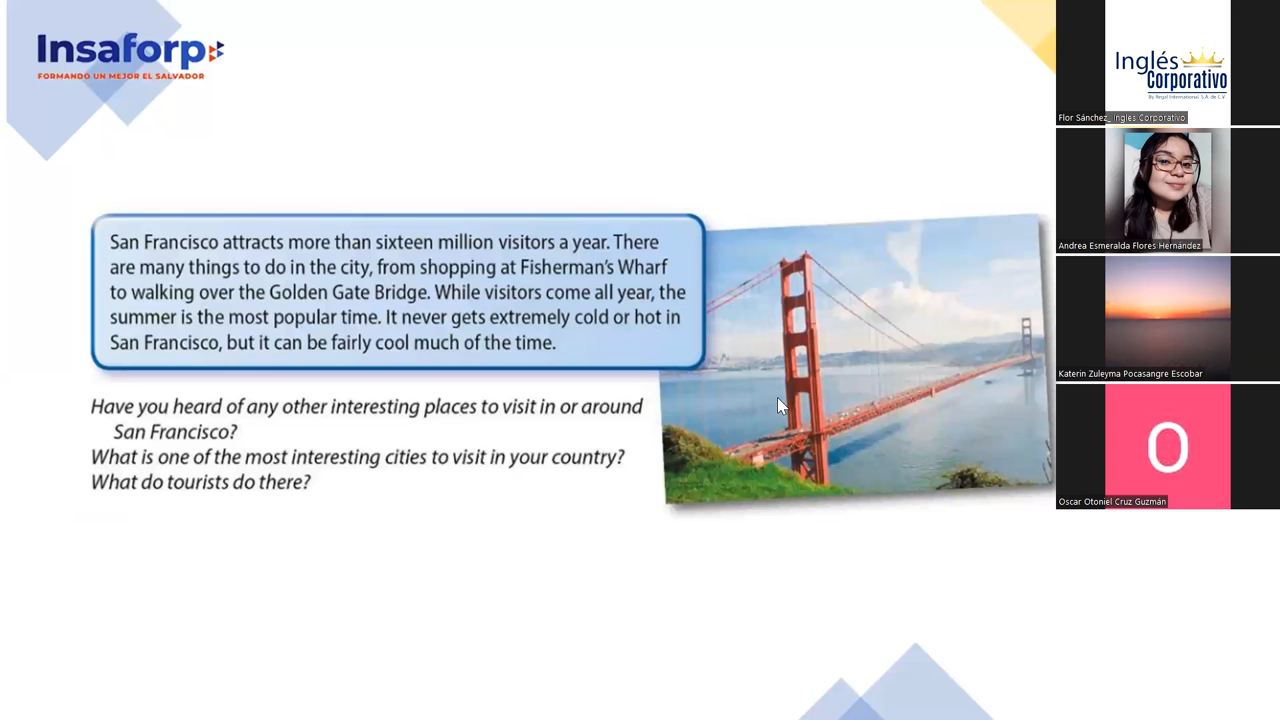 Insaforp
FORMANDO UN MEJOR EL SALVADOR
San Francisco attracts more than sixteen million visitors a year. There
are many things to do in the city, from shopping at Fisherman's Wharf
to walking over the Golden Gate Bridge. While visitors come all year, the
summer is the most popular time. It never gets extremely cold or hot in
San Francisco, but it can be fairly cool much of the time.
Have you heard of any other interesting places to visit in or around
San Francisco?
What is one of the most interesting cities to visit in your country?
What do tourists do there?
Inglés
Corporativo
By Regal International, S.A. de C.V.
Flor Sánchez_ Inglés Corporativo
Andrea Esmeralda Flores Hernández
Katerin Zuleyma Pocasangre Escobar
O
Oscar Otoniel Cruz Guzmán